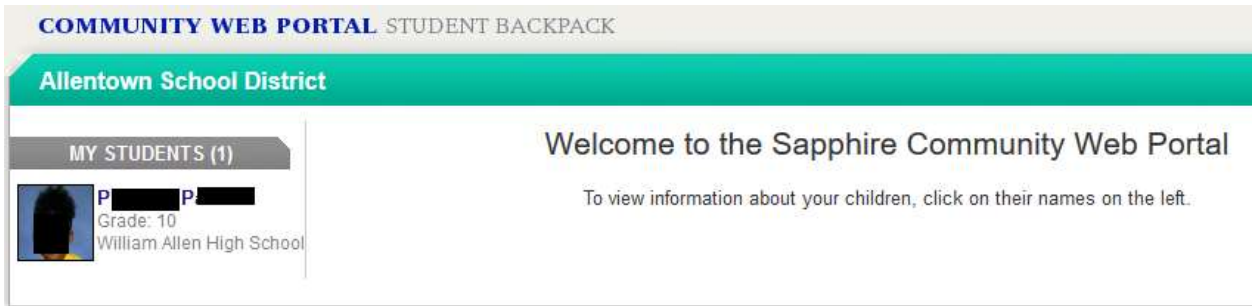 COMMUNITY WEB PORTAL STUDENT BACKPACK
Allentown School District
MY STUDENTS (1)
P P
Grade: 10
William Allen High School
Welcome to the Sapphire Community Web Portal
To view information about your children, click on their names on the left.